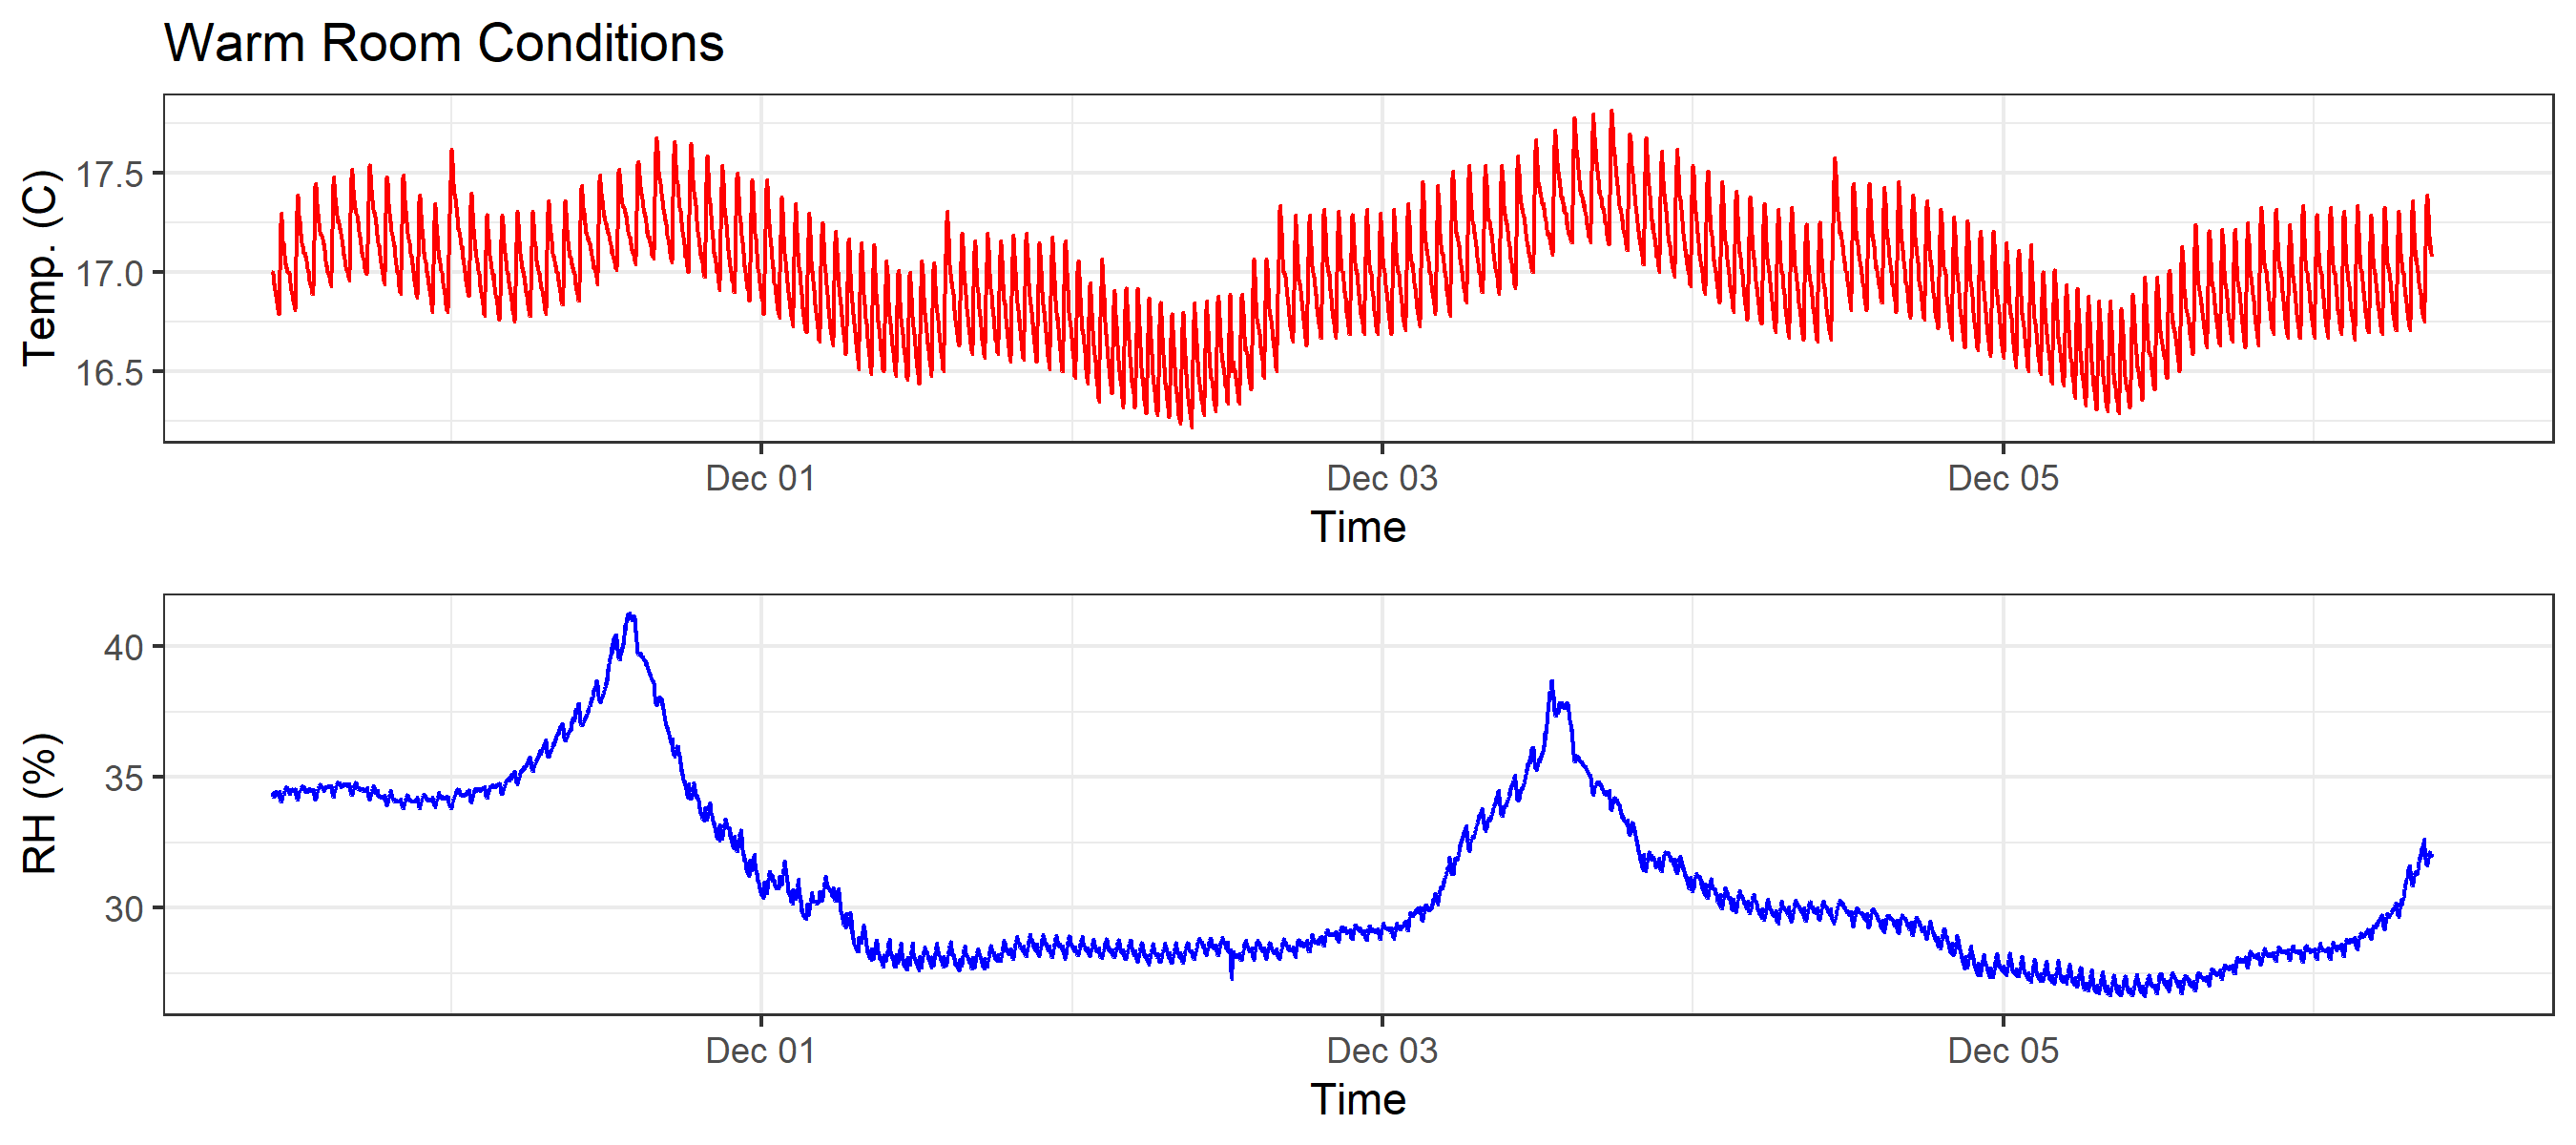 Warm Room Conditions
Temp. (C)
17.5
17.0
16.5
Dec 01 Dec 03 Dec 05
Time
RH (%)
40
35
30
Dec 01 Dec 03 Dec 05
Time